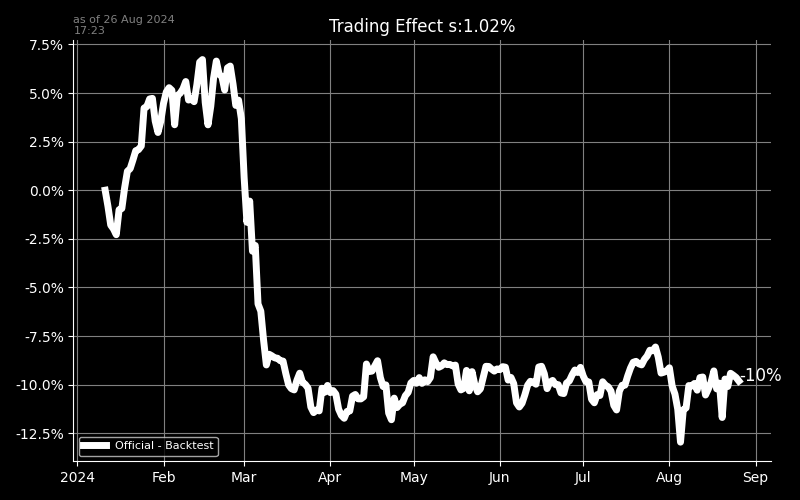 as of 26 Aug 2024
17:23
Trading Effect s:1.02%
7.5%
5.0%
2.5%
0.0%
-2.5%
-5.0%
-7.5%
-10.0%
-12.5%
-10%
Official - Backtest
2024 Feb Mar Apr May Jun Jul Aug Sep